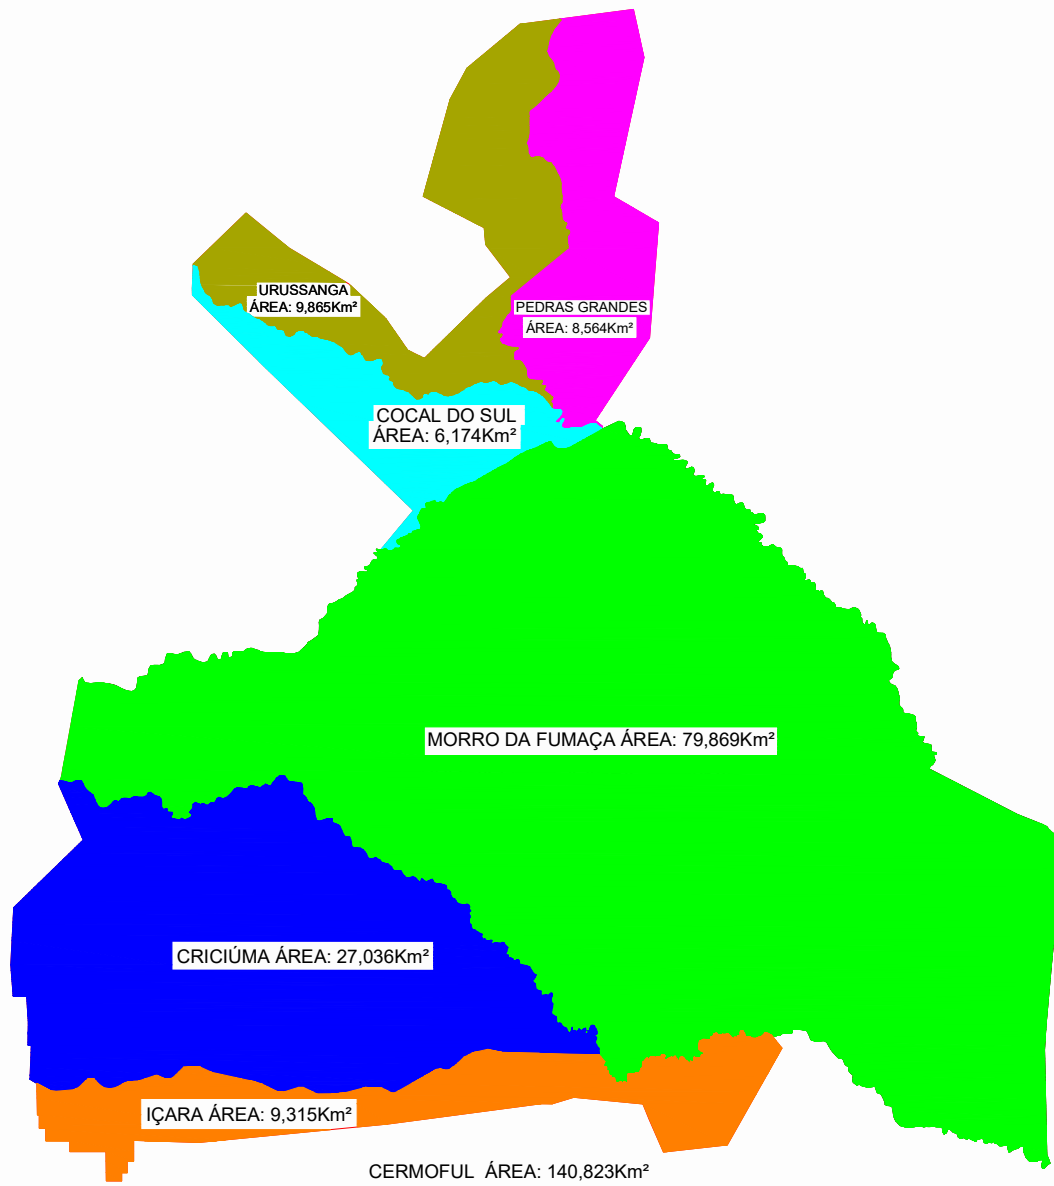 URUSSANGA
ÁREA: 9,865Km²
PEDRAS GRANDES
ÁREA: 8,564Km²
COCAL DO SUL
ÁREA: 6,174Km²
MORRO DA FUMAÇA ÁREA: 79,869Km²
CRICIÚMA ÁREA: 27,036Km²
IÇARA ÁREA: 9,315Km²
CERMOFUL ÁREA: 140,823Km²